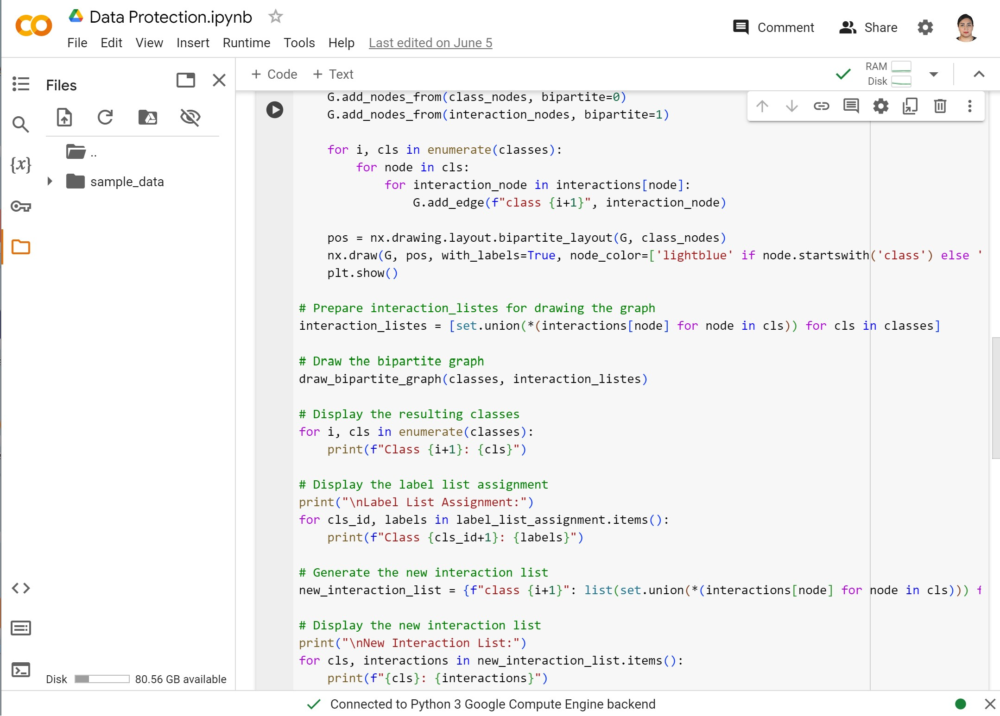 Data Protection.ipynb
File Edit View Insert Runtime Tools Help Last edited on June 5
Comment Share
Files
+ Code + Text
RAM
Disk
..
sample_data
{x}
    G.add_nodes_from(class_nodes, bipartite=0)
    G.add_nodes_from(interaction_nodes, bipartite=1)
    for i, cls in enumerate(classes):
        for node in cls:
            for interaction_node in interactions[node]:
                G.add_edge(f"class {i+1}", interaction_node)
    pos = nx.drawing.layout.bipartite_layout(G, class_nodes)
    nx.draw(G, pos, with_labels=True, node_color=['lightblue' if node.startswith('class') else '
    plt.show()
# Prepare interaction_listes for drawing the graph
interaction_listes = [set.union(*(interactions[node] for node in cls)) for cls in classes]
# Draw the bipartite graph
draw_bipartite_graph(classes, interaction_listes)
# Display the resulting classes
for i, cls in enumerate(classes):
    print(f"Class {i+1}: {cls}")
# Display the label list assignment
print("\nLabel List Assignment:")
for cls_id, labels in label_list_assignment.items():
    print(f"Class {cls_id+1}: {labels}")
# Generate the new interaction list
new_interaction_list = {f"class {i+1}": list(set.union(*(interactions[node] for node in cls))) f
# Display the new interaction list
print("\nNew Interaction List:")
for cls, interactions in new_interaction_list.items():
    print(f"{cls}: {interactions}")
Disk 80.56 GB available
Connected to Python 3 Google Compute Engine backend